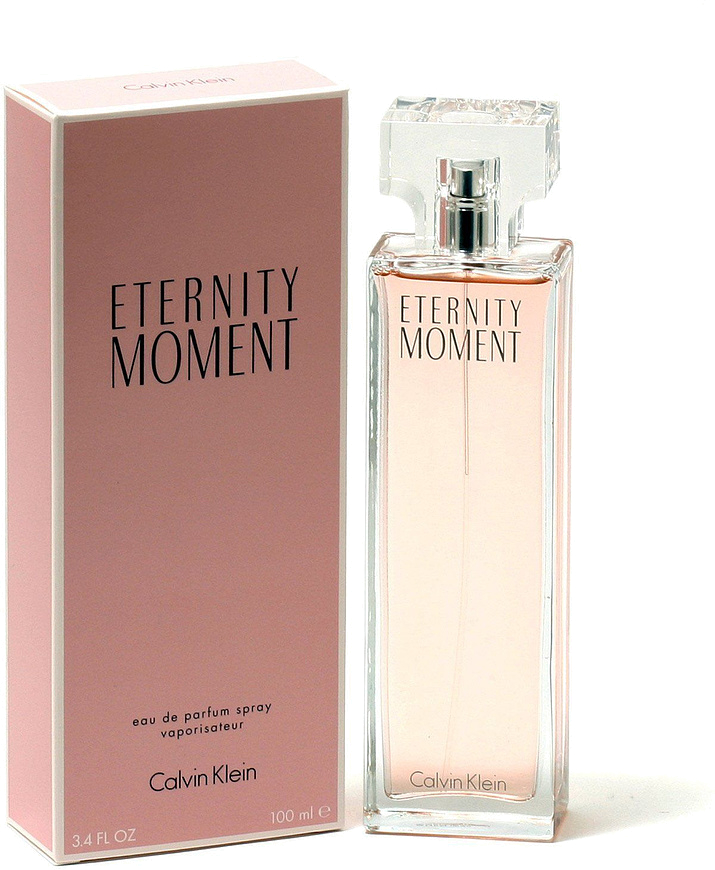 Calvin Klein
ETERNITY
MOMENT
eau de parfum spray
vaporisateur
Calvin Klein
3.4 FL OZ
100 ml ℮
ETERNITY
MOMENT
Calvin Klein